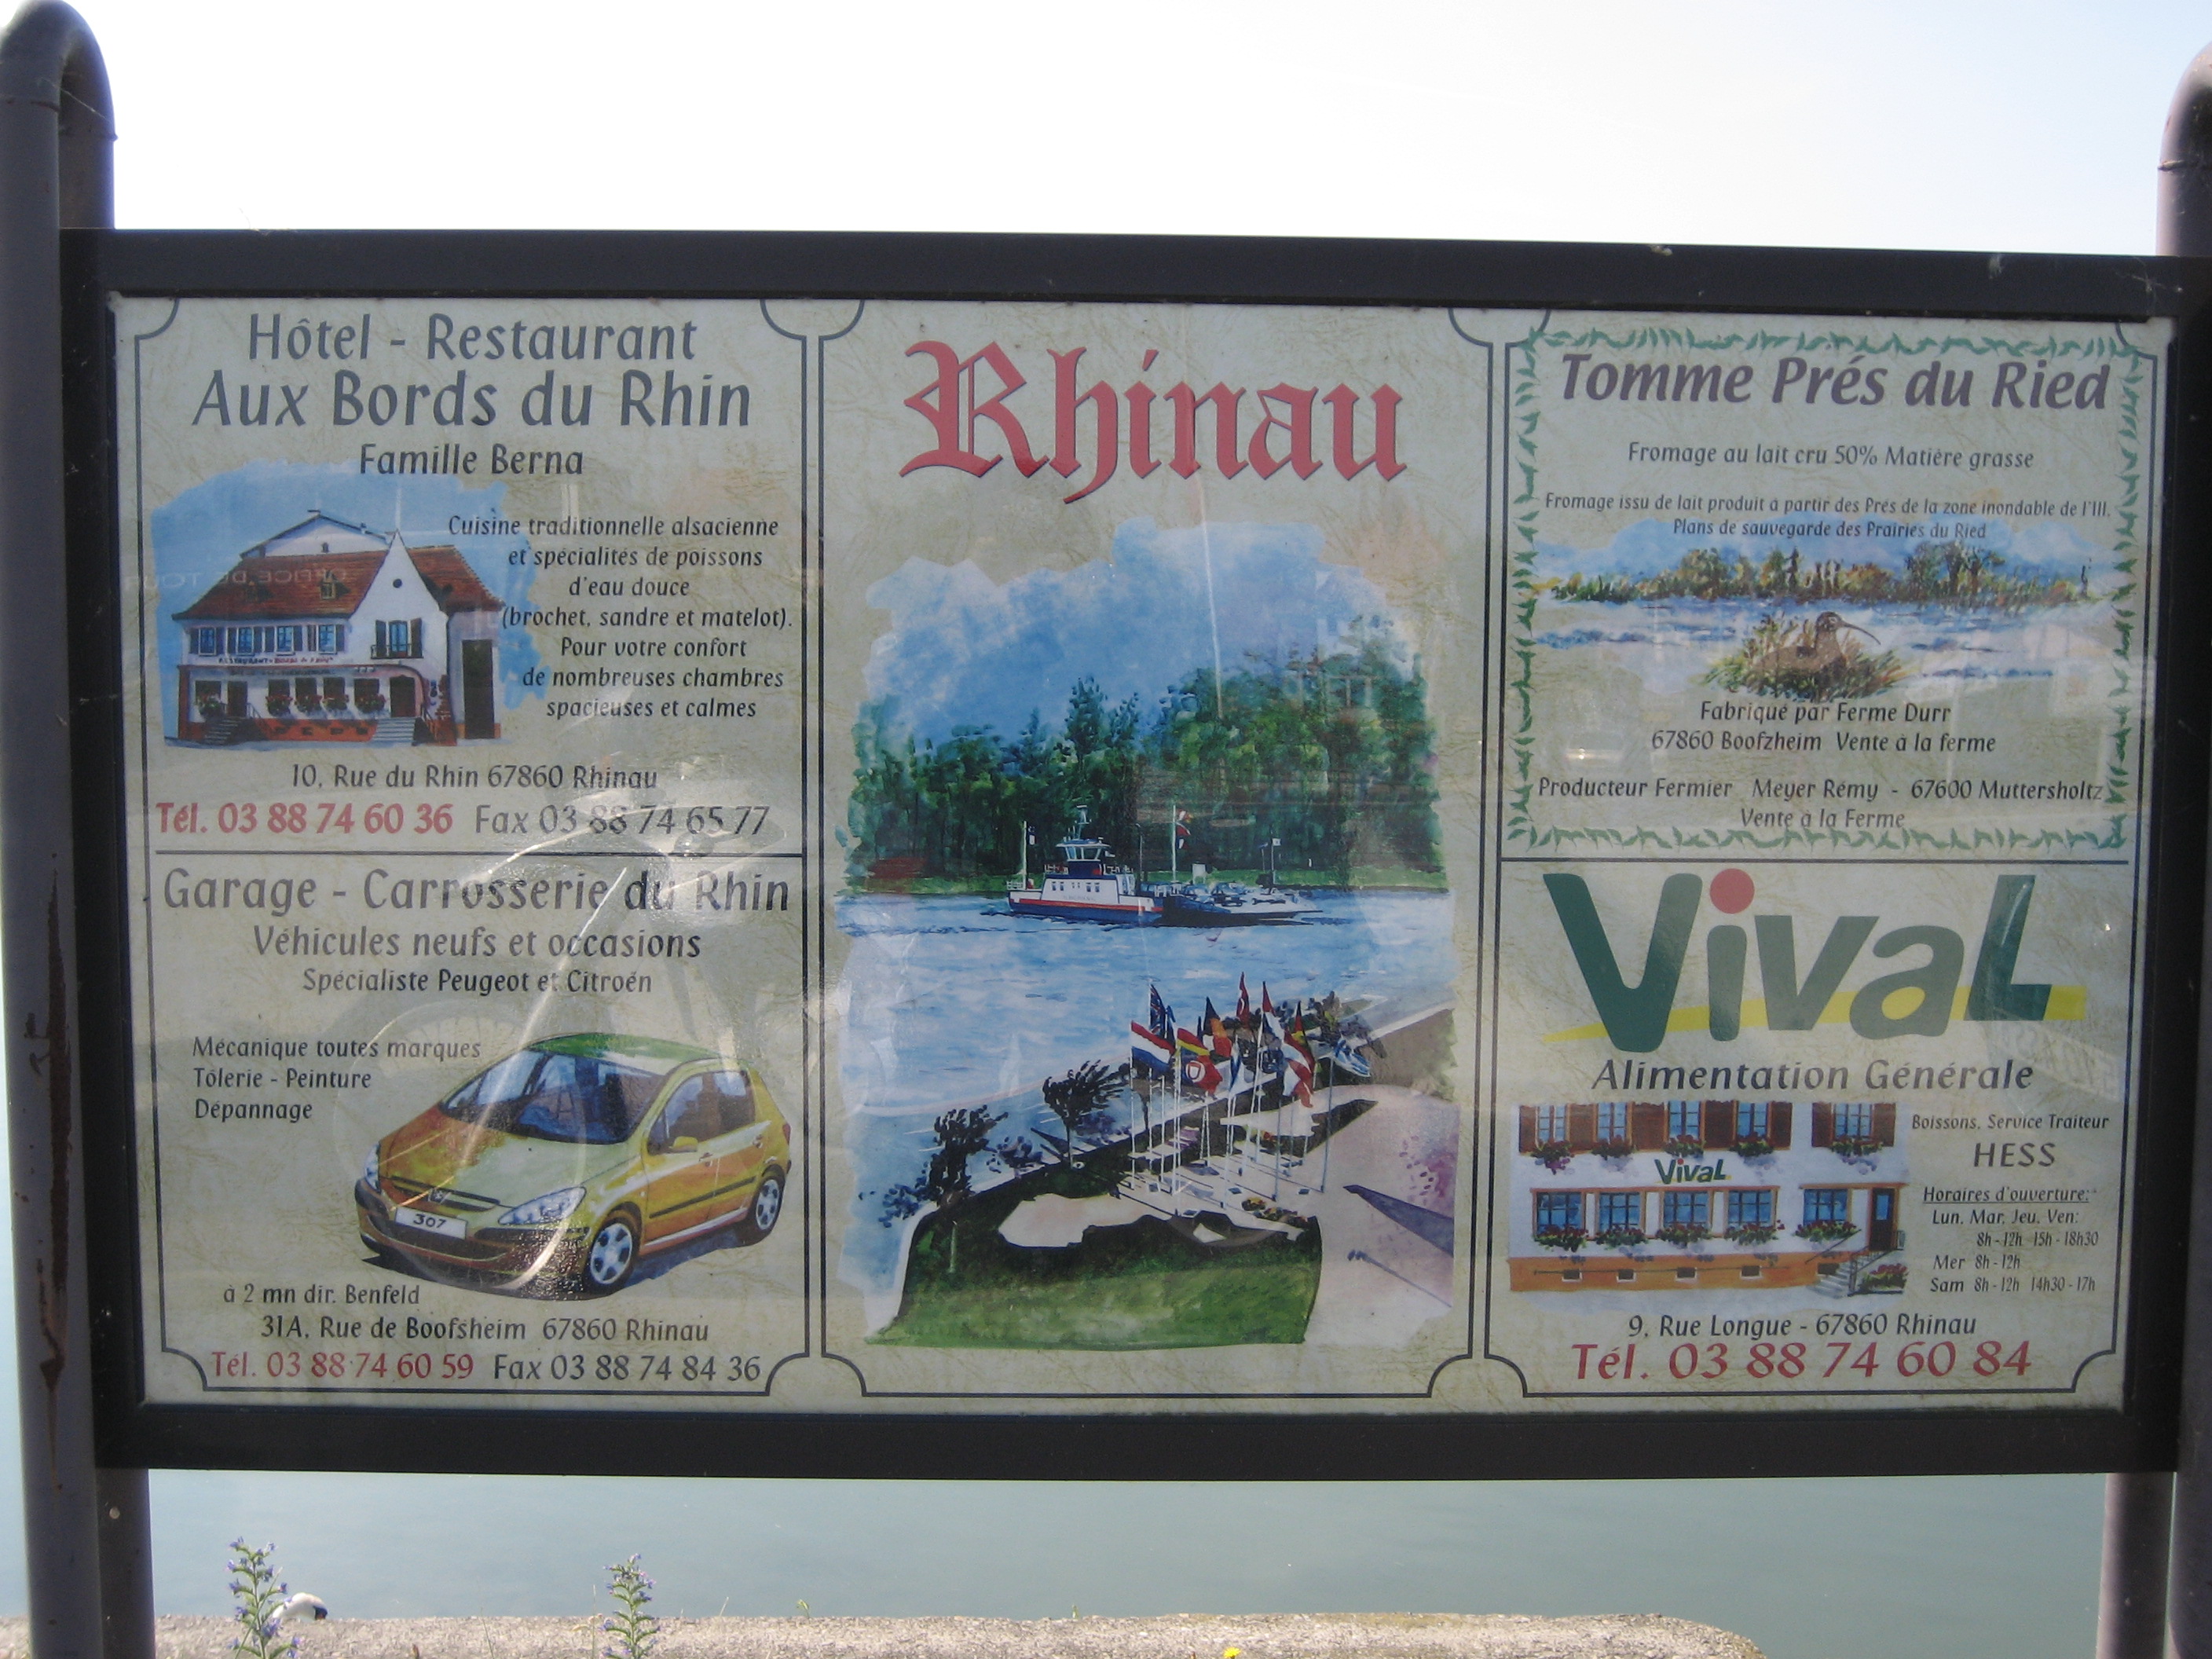 Hôtel - Restaurant
Aux Bords du Rhin
Famille Berna
Cuisine traditionnelle alsacienne
et spécialités de poissons
d'eau douce
(brochet, sandre et matelot).
Pour votre confort
de nombreuses chambres
spacieuses et calmes
10, Rue du Rhin 67860 Rhinau
Tél. 03 88 74 60 36 Fax 03 88 74 65 77
Garage - Carrosserie du Rhin
Véhicules neufs et occasions
Spécialiste Peugeot et Citroën
Mécanique toutes marques
Tôlerie - Peinture
Dépannage
307
à 2 mn dir. Benfeld
31A, Rue de Boofsheim 67860 Rhinau
Tél. 03 88 74 60 59 Fax 03 88 74 84 36
Rhinau
Tomme Prés du Ried
Fromage au lait cru 50% Matière grasse
Fromage issu de lait produit à partir des Prés de la zone inondable de l'Ill.
Plans de sauvegarde des Prairies du Ried
Fabriqué par Ferme Durr
67860 Boofzheim Vente à la ferme
Producteur Fermier Meyer Rémy - 67600 Muttersholtz
Vente à la Ferme
Vival
Alimentation Générale
Vival
Boissons, Service Traiteur
HESS
Horaires d'ouverture:
Lun, Mar, Jeu, Ven:
8h - 12h 15h - 18h30
Mer 8h - 12h
Sam 8h - 12h 14h30 - 17h
9, Rue Longue - 67860 Rhinau
Tél. 03 88 74 60 84